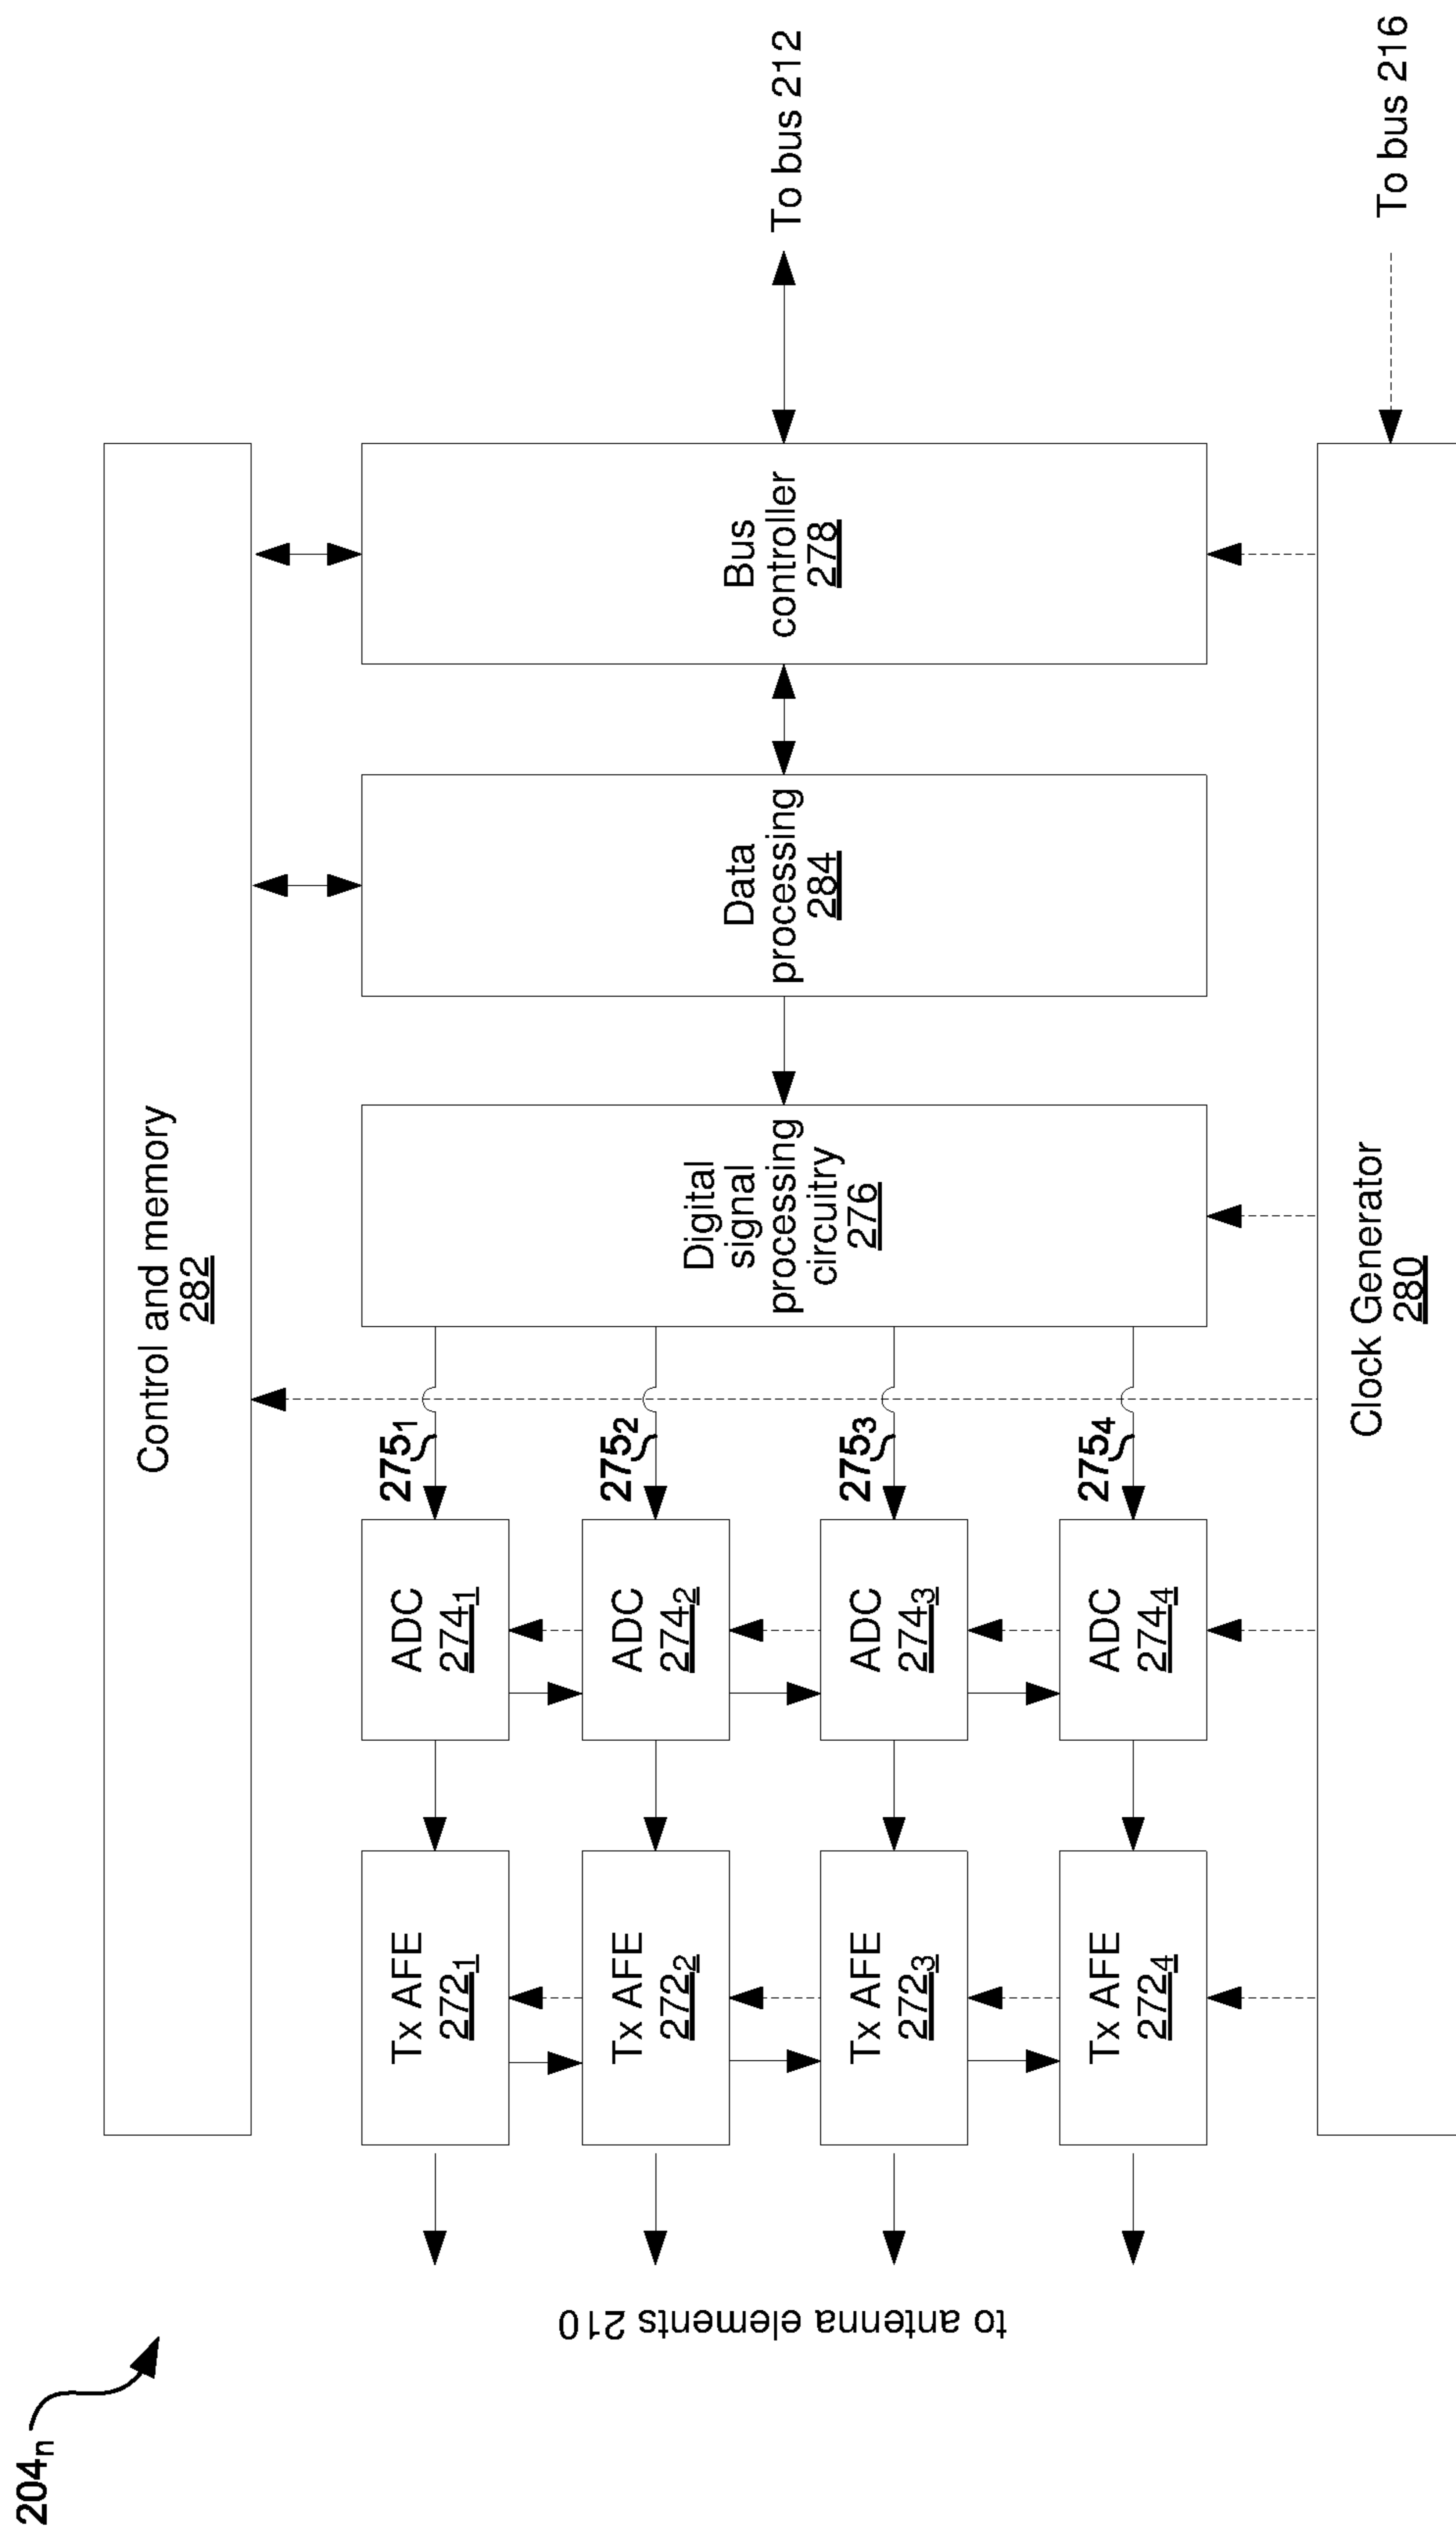 204n
Control and memory
282
to antenna elements 210
Tx AFE
2721
ADC
2741
2751
Tx AFE
2722
ADC
2742
2752
Tx AFE
2723
ADC
2743
2753
Tx AFE
2724
ADC
2744
2754
Digital
signal
processing
circuitry
276
Data
processing
284
Bus
controller
278
To bus 212
Clock Generator
280
To bus 216